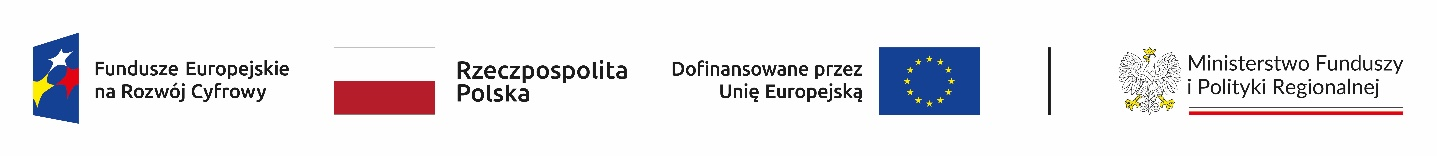 Fundusze Europejskie
na Rozwój Cyfrowy
Rzeczpospolita
Polska
Dofinansowane przez
Unię Europejską
Ministerstwo Funduszy
i Polityki Regionalnej